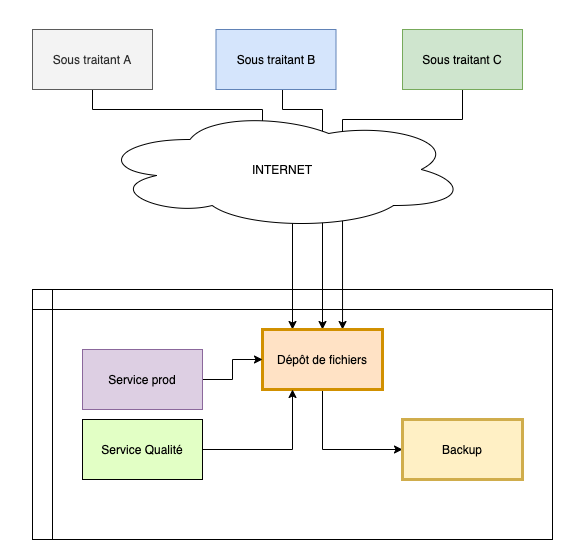 Sous traitant A
Sous traitant B
Sous traitant C
INTERNET
Dépôt de fichiers
Service prod
Service Qualité
Backup